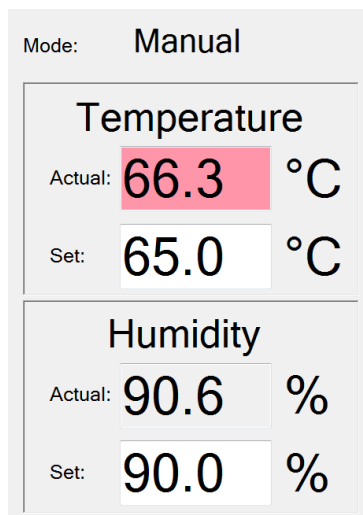 Mode: Manual
Temperature
Actual: 66.3 °C
Set: 65.0 °C
Humidity
Actual: 90.6 %
Set: 90.0 %